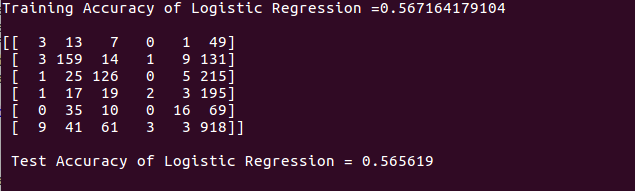 Training Accuracy of Logistic Regression =0.567164179104
[[ 3 13 7 0 1 49]
[ 3 159 14 1 9 131]
[ 1 25 126 0 5 215]
[ 1 17 19 2 3 195]
[ 0 35 10 0 16 69]
[ 9 41 61 3 3 918]]
Test Accuracy of Logistic Regression = 0.565619